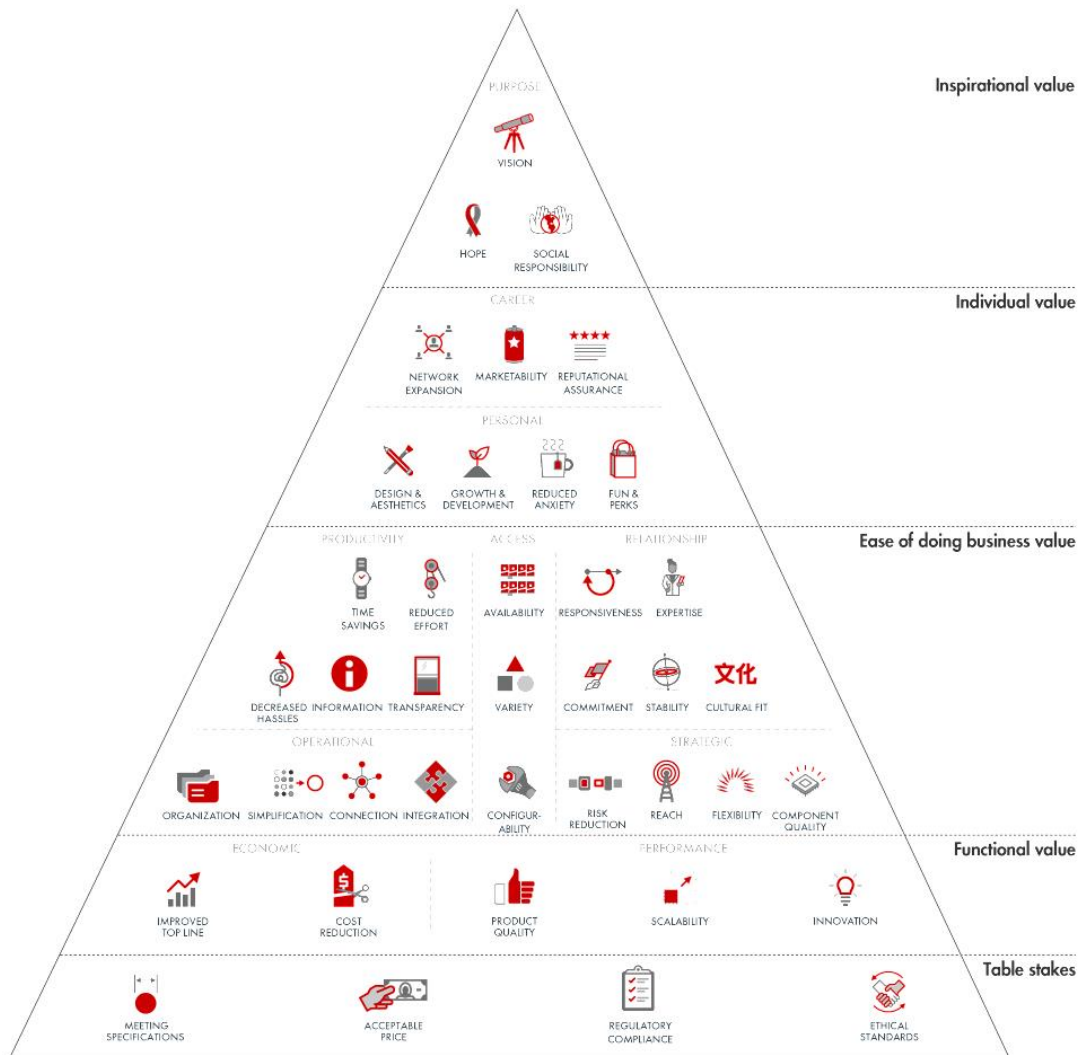 PURPOSE
Inspirational value
VISION
HOPE
SOCIAL
RESPONSIBILITY
Individual value
CAREER
NETWORK
EXPANSION
MARKETABILITY
REPUTATIONAL
ASSURANCE
PERSONAL
DESIGN &
AESTHETICS
GROWTH &
DEVELOPMENT
REDUCED
ANXIETY
FUN &
PERKS
Ease of doing business value
PRODUCTIVITY
ACCESS
RELATIONSHIP
TIME
SAVINGS
REDUCED
EFFORT
AVAILABILITY
RESPONSIVENESS
EXPERTISE
文化
DECREASED
HASSLES
INFORMATION
TRANSPARENCY
VARIETY
COMMITMENT
STABILITY
CULTURAL FIT
OPERATIONAL
STRATEGIC
ORGANIZATION
SIMPLIFICATION
CONNECTION
INTEGRATION
CONFIGUR-
ABILITY
RISK
REDUCTION
REACH
FLEXIBILITY
COMPONENT
QUALITY
Functional value
ECONOMIC
PERFORMANCE
$
IMPROVED
TOP LINE
COST
REDUCTION
PRODUCT
QUALITY
SCALABILITY
INNOVATION
Table stakes
MEETING
SPECIFICATIONS
ACCEPTABLE
PRICE
REGULATORY
COMPLIANCE
ETHICAL
STANDARDS